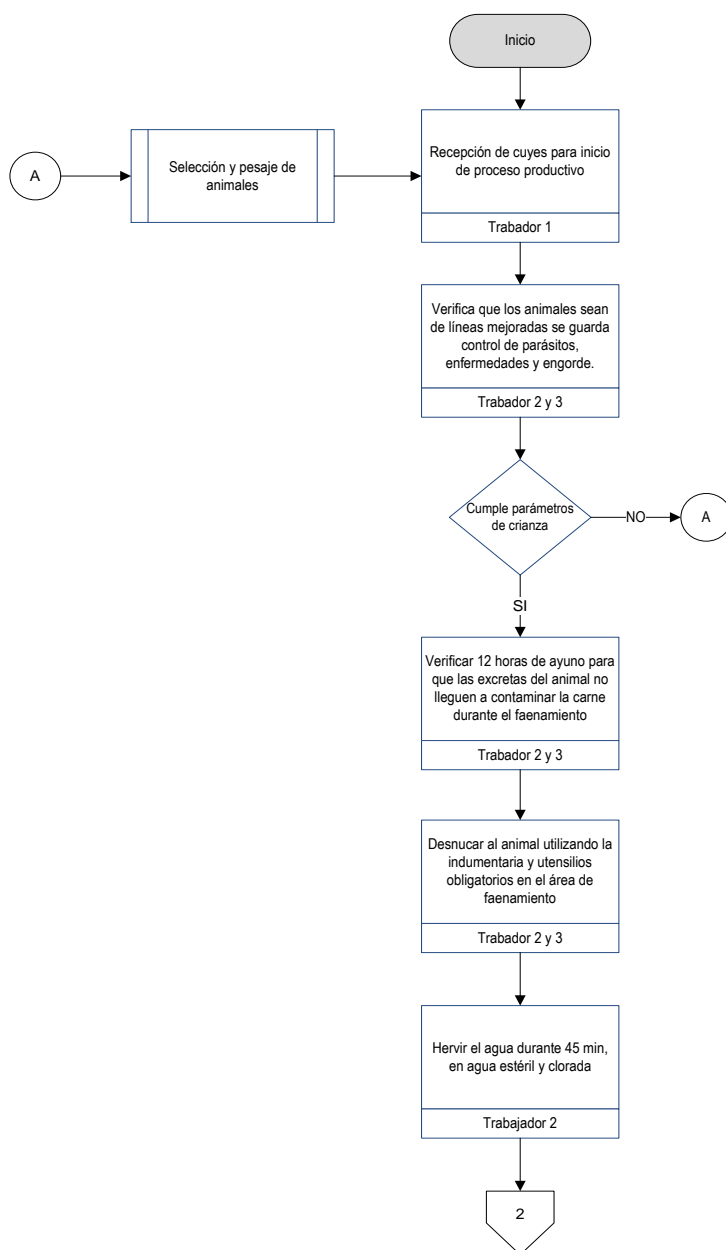 Inicio
A
Selección y pesaje de
animales
Recepción de cuyes para inicio
de proceso productivo
Trabador 1
Verifica que los animales sean
de líneas mejoradas se guarda
control de parásitos,
enfermedades y engorde.
Trabador 2 y 3
Cumple parámetros
de crianza
NO
A
SI
Verificar 12 horas de ayuno para
que las excretas del animal no
lleguen a contaminar la carne
durante el faenamiento
Trabador 2 y 3
Desnucar al animal utilizando la
indumentaria y utensilios
obligatorios en el área de
faenamiento
Trabador 2 y 3
Hervir el agua durante 45 min,
en agua estéril y clorada
Trabajador 2
2